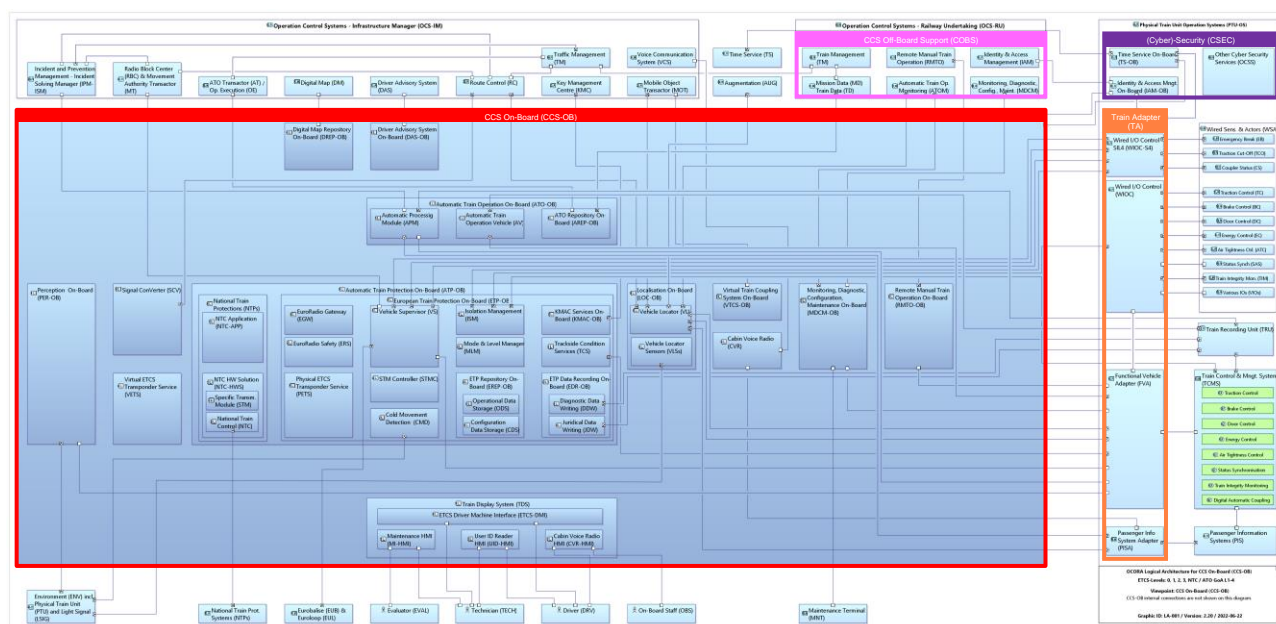 Operation Control Systems - Infrastructure Manager (OCS-IM)
Operation Control Systems - Railway Undertaking (OCS-RU)
Physical Train Unit Operation Systems (PTU-OS)
CCS Off-Board Support (COBS)
(Cyber)-Security (CSEC)
Incident and Prevention
Management - Incident
Solving Manager (IPM-
ISM)
Radio Block Center
(RBC) & Movement
Authority Transactor
(MT)
ATO Transactor (AT) /
Op. Execution (OE)
Digital Map (DM)
Driver Advisory System
(DAS)
Route Control (RC)
Traffic Management
(TM)
Key Management
Centre (KMC)
Voice Communication
System (VCS)
Mobile Object
Transactor (MOT)
Time Service (TS)
Augmentation (AUG)
Train Management
(TM)
Mission Data (MD)
Train Data (TD)
Remote Manual Train
Operation (RMTO)
Automatic Train Op.
Monitoring (ATOM)
Identity & Access
Management (IAM)
Monitoring, Diagnostic
Config., Maint. (MDCM)
Time Service On-Board
(TS-OB)
Identity & Access Mngt.
On-Board (IAM-OB)
Other Cyber Security
Services (OCSS)
CCS On-Board (CCS-OB)
Train Adapter
(TA)
Digital Map Repository
On-Board (DREP-OB)
Driver Advisory System
On-Board (DAS-OB)
Automatic Train Operation On-Board (ATO-OB)
Automatic Processing
Module (APM)
Automatic Train
Operation Vehicle (AV)
ATO Repository On-
Board (AREP-OB)
Perception On-Board
(PER-OB)
Signal ConVerter (SCV)
Virtual ETCS
Transponder Service
(VETS)
Automatic Train Protection On-Board (ATP-OB)
European Train Protection On-Board (ETP-OB)
National Train
Protections (NTPs)
NTC Application
(NTC-APP)
NTC HW Solution
(NTC-HWS)
Specific Transm.
Module (STM)
National Train
Control (NTC)
EuroRadio Gateway
(EGW)
EuroRadio Safety (ERS)
Physical ETCS
Transponder Service
(PETS)
Vehicle Supervisor (VS)
STM Controller (STMC)
Cold Movement
Detection (CMD)
Isolation Management
(ISM)
Mode & Level Manager
(MLM)
ETP Repository On-
Board (EREP-OB)
Operational Data
Storage (ODS)
Configuration
Data Storage (CDS)
KMAC Services On-
Board (KMAC-OB)
Trackside Condition
Services (TCS)
ETP Data Recording On-
Board (EDR-OB)
Diagnostic Data
Writing (DDW)
Juridical Data
Writing (JDW)
Localisation On-Board
(LOC-OB)
Vehicle Locator (VL)
Vehicle Locator
Sensors (VLSs)
Virtual Train Coupling
System On-Board
(VTCS-OB)
Cabin Voice Radio
(CVR)
Monitoring, Diagnostic,
Configuration,
Maintenance On-Board
(MDCM-OB)
Remote Manual Train
Operation On-Board
(RMTO-OB)
Train Display System (TDS)
ETCS Driver Machine Interface (ETCS-DMI)
Maintenance HMI
(MI-HMI)
User ID Reader
HMI (UID-HMI)
Cabin Voice Radio
HMI (CVR-HMI)
Wired I/O Control
SIL4 (WIOC-S4)
Wired I/O Control
(WIOC)
Functional Vehicle
Adapter (FVA)
Passenger Info
System Adapter
(PISA)
Wired Sens. & Actors (WSA)
Emergency Break (EB)
Traction Cut-Off (TCO)
Coupler Status (CS)
Traction Control (TC)
Brake Control (BC)
Door Control (DC)
Energy Control (EC)
Air Tightness Ctrl. (ATC)
Status Synch (SAS)
Train Integrity Mon. (TIM)
Various IOs (VIOs)
Train Recording Unit (TRU)
Train Control & Mngt. System
(TCMS)
Traction Control
Brake Control
Door Control
Energy Control
Air Tightness Control
Status Synchronisation
Train Integrity Monitoring
Digital Automatic Coupling
Passenger Information
Systems (PIS)
Environment (ENV) incl.
Physical Train Unit
(PTU) and Light Signal
(LSIG)
National Train Prot.
Systems (NTPs)
Eurobalise (EUB) &
Euroloop (EUL)
Evaluator (EVAL)
Technician (TECH)
Driver (DRV)
On-Board Staff (OBS)
Maintenance Terminal
(MNT)
OCORA Logical Architecture for CCS On-Board (CCS-OB)
ETCS-Levels: 0, 1, 2, 3, NTC / ATO GoA L1-4
Viewpoint: CCS On-Board (CCS-OB)
CCS-OB internal connections are not shown on this diagram
Graphic ID: LA-001 / Version: 2.20 / 2022-06-22